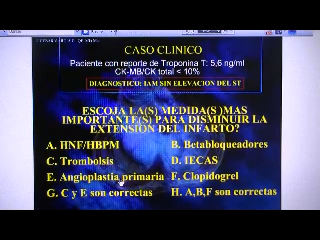 CASO CLINICO
Paciente con reporte de Troponina T: 5,6 ng/ml
CK-MB/CK total < 10%
DIAGNOSTICO: IAM SIN ELEVACION DEL ST
ESCOJA LA(S) MEDIDA(S) MAS
IMPORTANTE(S) PARA DISMINUIR LA
EXTENSIÓN DEL INFARTO?
A. HNF/HBPM
B. Betabloqueadores
C. Trombolsis
D. IECAS
E. Angioplastia primaria
F. Clopidogrel
G. C y E son correctas
H. A,B,F son correctas